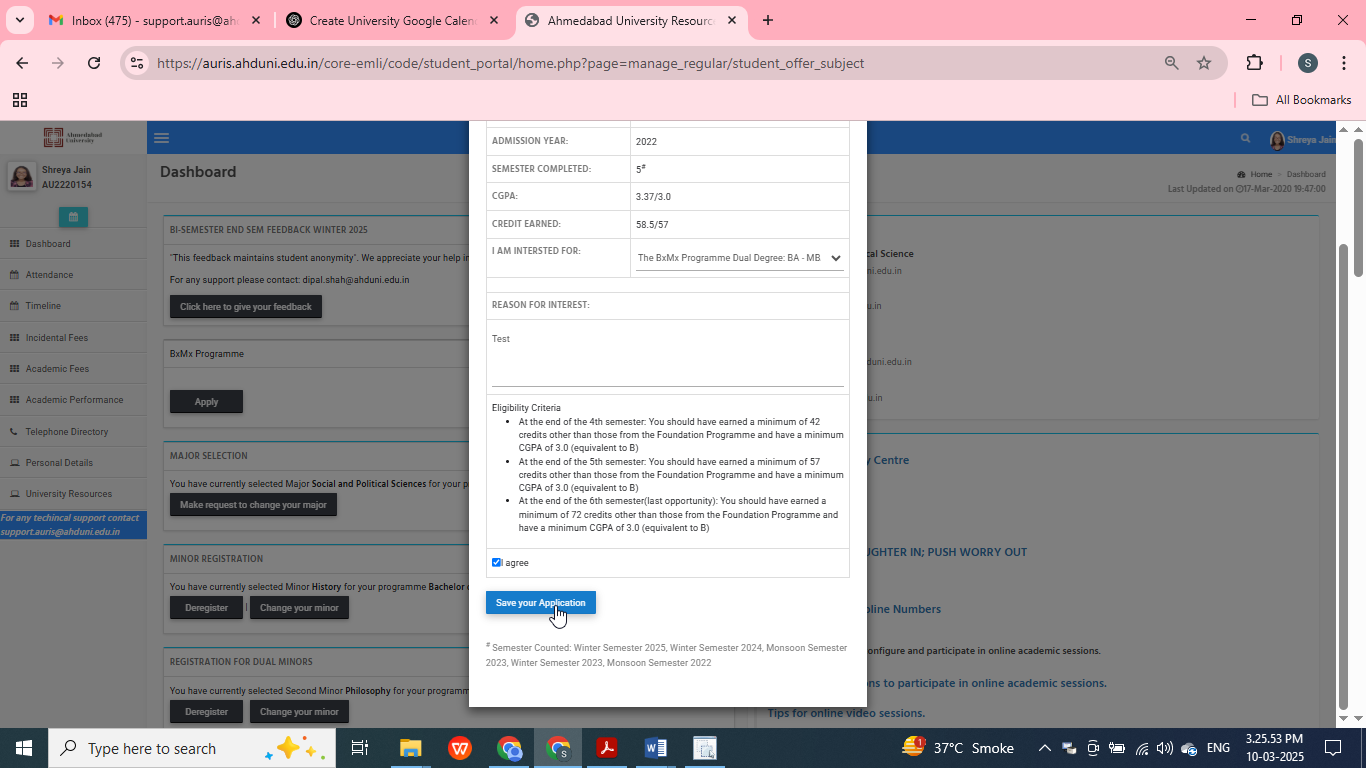 Inbox (475) - support.auris@ah
Create University Google Calen
Ahmedabad University Resourc
https://auris.ahduni.edu.in/core-emli/code/student_portal/home.php?page=manage_regular/student_offer_subject
S
All Bookmarks
Ahmedabad
University
Shreya Jain
AU2220154
Dashboard
Attendance
Timeline
Incidental Fees
Academic Fees
Academic Performance
Telephone Directory
Personal Details
University Resources
For any techincal support contact
support.auris@ahduni.edu.in
Shreya Jain
Dashboard
Home - Dashboard
Last Updated on 17-Mar-2020 19:47:00
BI-SEMESTER END SEM FEEDBACK WINTER 2025
"This feedback maintains student anonymity". We appreciate your help in
For any support please contact: dipal.shah@ahduni.edu.in
Click here to give your feedback
BxMx Programme
Apply
MAJOR SELECTION
You have currently selected Major Social and Political Sciences for your p
Make request to change your major
MINOR REGISTRATION
You have currently selected Minor History for your programme Bachelor
Deregister | Change your minor
REGISTRATION FOR DUAL MINORS
You have currently selected Second Minor Philosophy for your programm
Deregister | Change your minor
ADMISSION YEAR: 2022
SEMESTER COMPLETED: 5#
CGPA: 3.37/3.0
CREDIT EARNED: 58.5/57
I AM INTERSTED FOR: The BxMx Programme Dual Degree: BA - MB
REASON FOR INTEREST:
Test
Eligibility Criteria
• At the end of the 4th semester: You should have earned a minimum of 42
credits other than those from the Foundation Programme and have a minimum
CGPA of 3.0 (equivalent to B)
• At the end of the 5th semester: You should have earned a minimum of 57
credits other than those from the Foundation Programme and have a minimum
CGPA of 3.0 (equivalent to B)
• At the end of the 6th semester(last opportunity): You should have earned a
minimum of 72 credits other than those from the Foundation Programme and
have a minimum CGPA of 3.0 (equivalent to B)
I agree
Save your Application
# Semester Counted: Winter Semester 2025, Winter Semester 2024, Monsoon Semester
2023, Winter Semester 2023, Monsoon Semester 2022
cal Science
ni.edu.in
u.in
duni.edu.in
u.in
y Centre
UGHTER IN; PUSH WORRY OUT
pline Numbers
onfigure and participate in online academic sessions.
ns to participate in online academic sessions.
Tips for online video sessions.
Type here to search
1
37°C Smoke
ENG
3.25.53 PM
10-03-2025